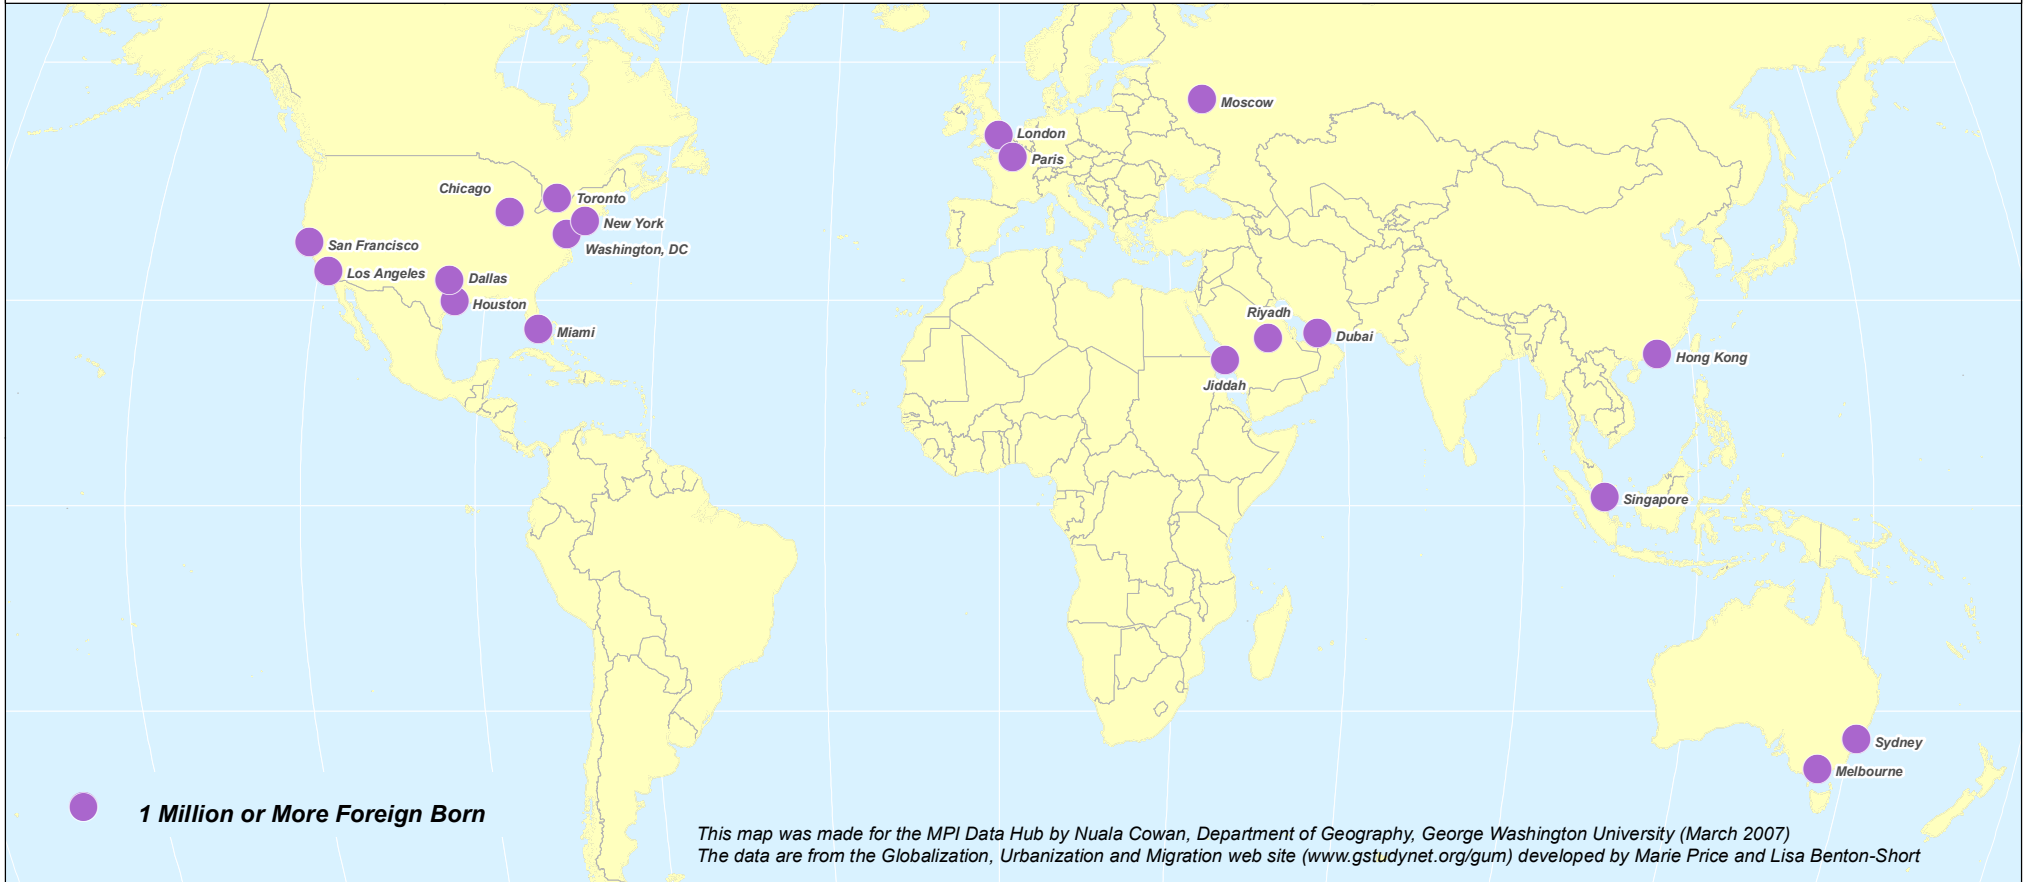 Moscow
London
Paris
Chicago
Toronto
New York
Washington, DC
San Francisco
Los Angeles
Dallas
Houston
Miami
Riyadh
Dubai
Jiddah
Hong Kong
Singapore
Sydney
Melbourne
1 Million or More Foreign Born
This map was made for the MPI Data Hub by Nuala Cowan, Department of Geography, George Washington University (March 2007)
The data are from the Globalization, Urbanization and Migration web site (www.gstudynet.org/gum) developed by Marie Price and Lisa Benton-Short